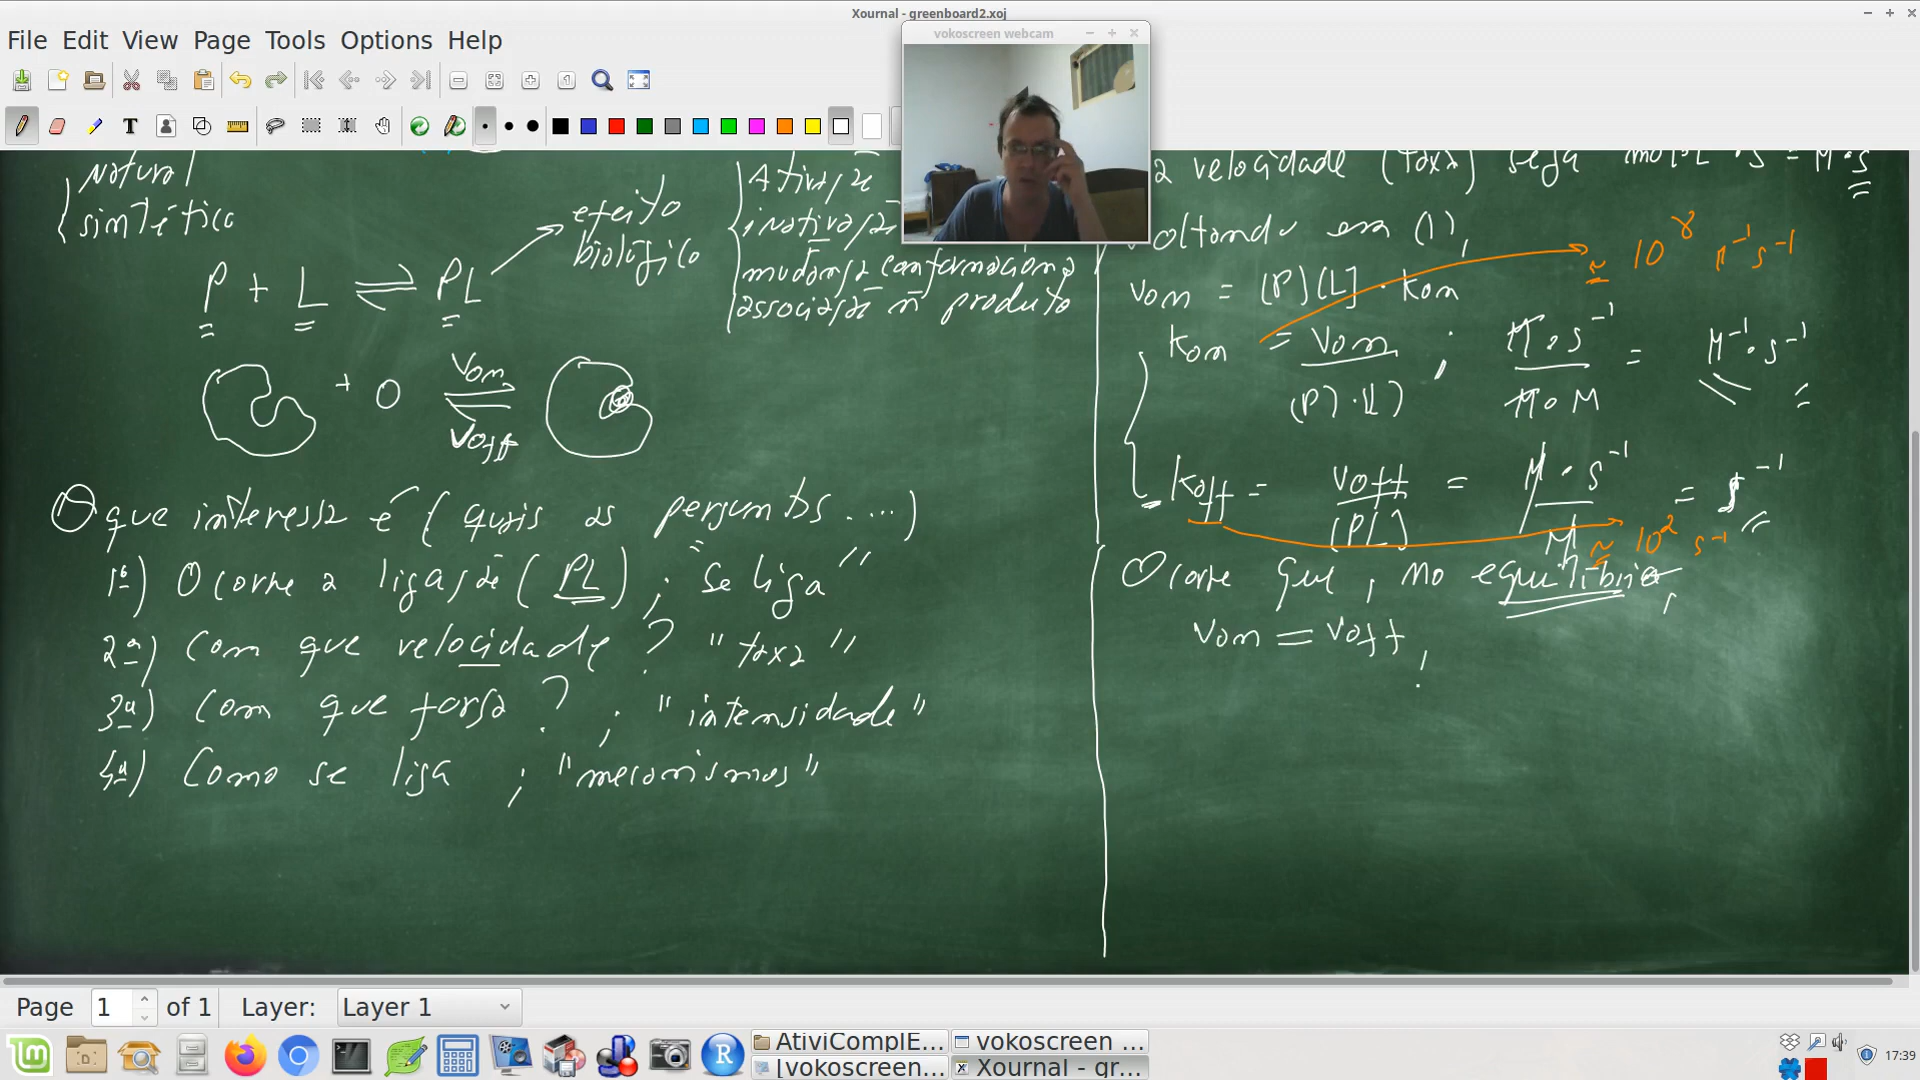 Xournal - greenboard2.xoj
File Edit View Page Tools Options Help
vokoscreen webcam
Natural
sintético
P + L ⇌ PL
efeito
biológico
Ativação
inativaçã
mudança conformaciona
associação n produto
+ O
Von
Voff
O que interessa é (quais as perguntas ....)
1ª) Ocorre a ligação (PL) ; "Se liga"
2ª) Com que velocidade ? "taxa"
3ª) Com que força ? ; "intensidade"
4ª) Como se liga ; "mecanismos"
a velocidade (taxa) seja
= M · s
Voltando em (1),
Von = (P)(L) · Kon
≈ 10⁸ M⁻¹ s⁻¹
Kon = Von / (P)·(L) ; M · s⁻¹ / M · M = M⁻¹ · s⁻¹
Koff = Voff / (PL) = M · s⁻¹ / M = s⁻¹
≈ 10² s⁻¹
Ocorre que, no equilíbrio,
Von = Voff,
Page 1 of 1 Layer: Layer 1
AtiviComplE... vokoscreen ...
[vokoscreen... Xournal - gr...
17:39